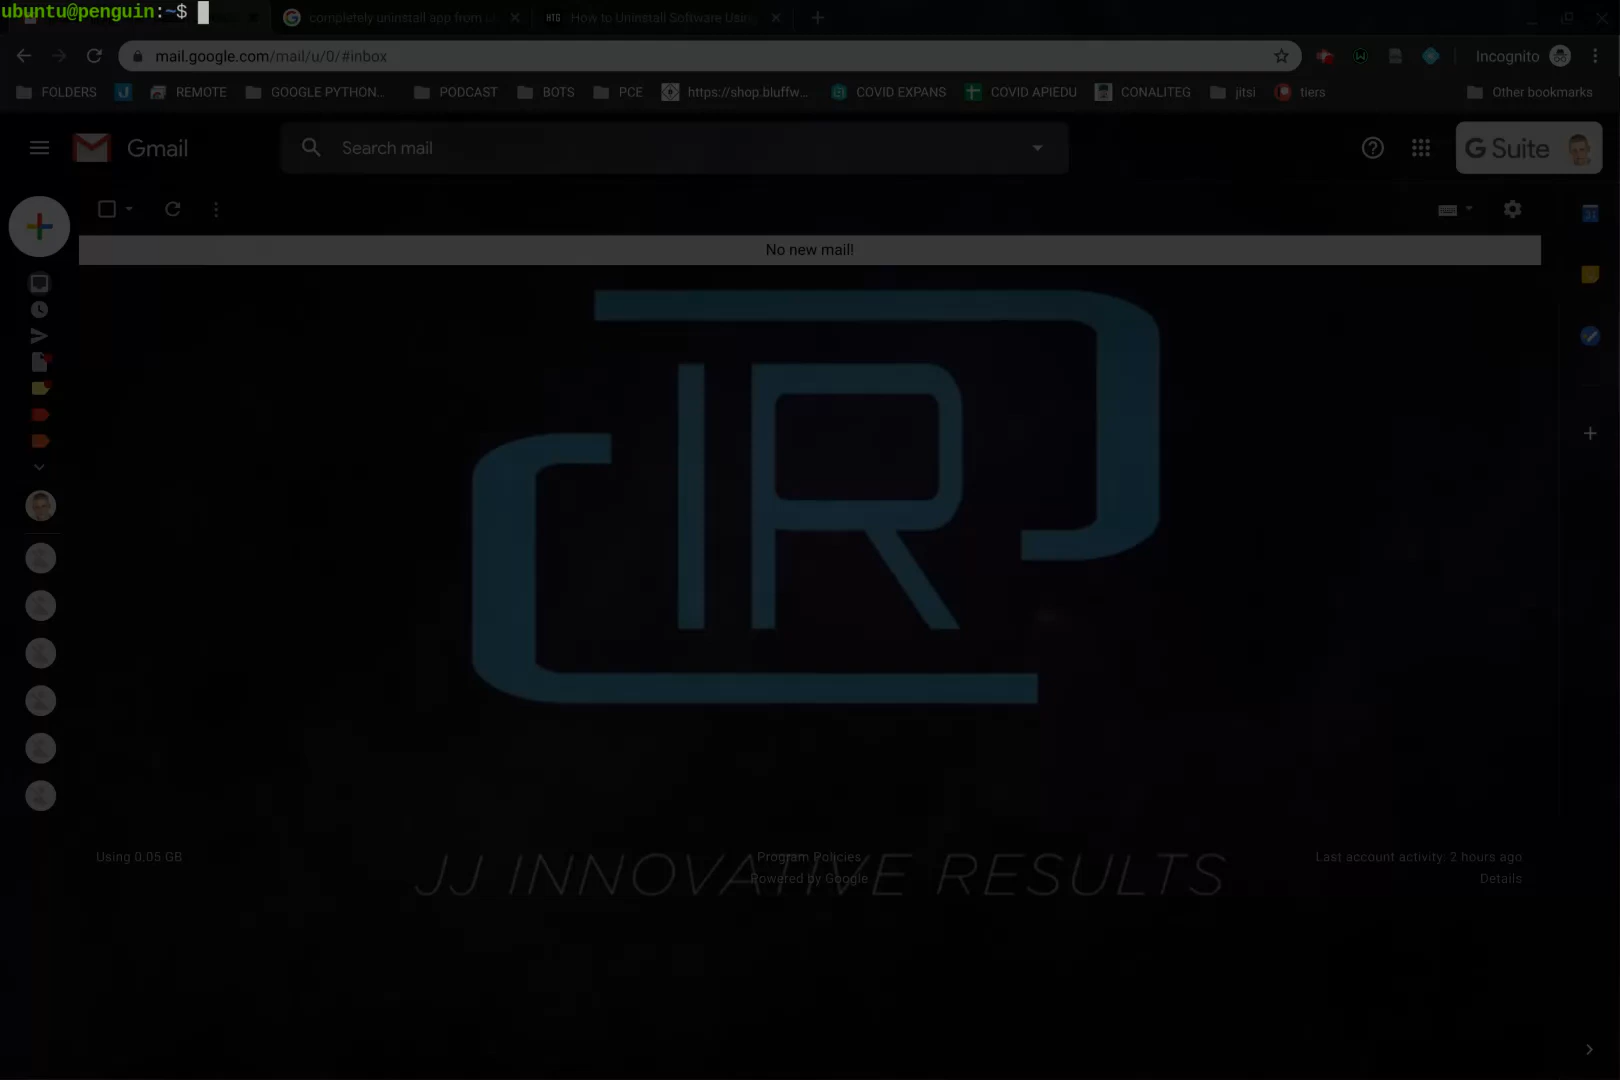 ubuntu@penguin:~$
completely uninstall app from
HTG How to Uninstall Software Usin
mail.google.com/mail/u/0/#inbox
Incognito
FOLDERS
REMOTE
GOOGLE PYTHON...
PODCAST
BOTS
PCE
https://shop.bluffw...
COVID EXPANS
COVID APIEDU
CONALITEG
jitsi
tiers
Other bookmarks
Gmail
Search mail
G Suite
31
No new mail!
IR
Using 0.05 GB
Program Policies
Powered by Google
Last account activity: 2 hours ago
Details
JJ INNOVATIVE RESULTS